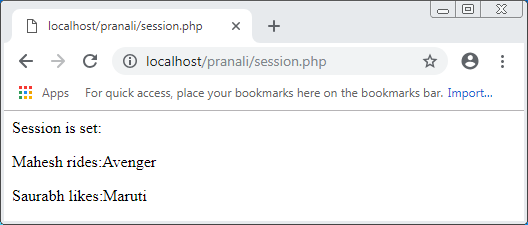 localhost/pranali/session.php
localhost/pranali/session.php
Apps For quick access, place your bookmarks here on the bookmarks bar. Import...
Session is set:
Mahesh rides:Avenger
Saurabh likes:Maruti